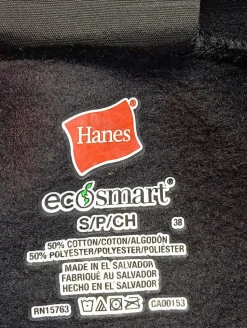 Hanes®
ecosmart®
S/P/CH 38
50% COTTON/COTON/ALGODÓN
50% POLYESTER/POLYESTER/POLIÉSTER
MADE IN EL SALVADOR
FABRIQUÉ AU SALVADOR
HECHO EN EL SALVADOR
RN15763 CA00153